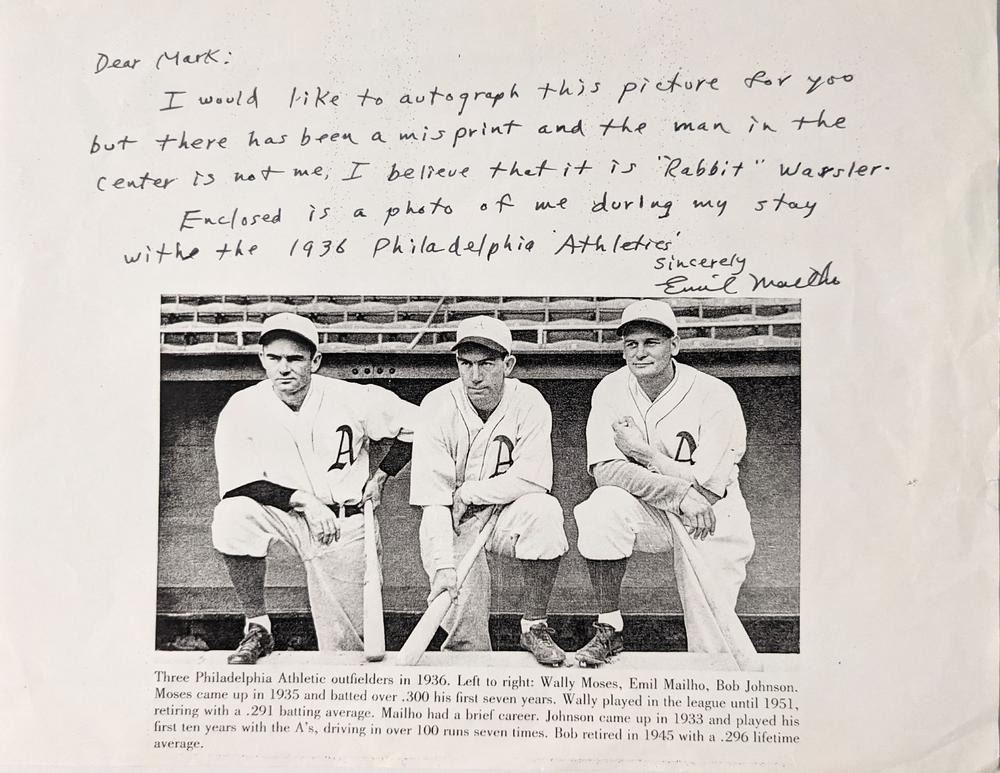 Dear Mark:
I would like to autograph this picture for you
but there has been a misprint and the man in the
center is not me, I believe that it is "Rabbit" Warsler.
Enclosed is a photo of me during my stay
withe the 1936 Philadelphia 'Athletics'
sincerely
Emil Mailho
A
A
A
Three Philadelphia Athletic outfielders in 1936. Left to right: Wally Moses, Emil Mailho, Bob Johnson.
Moses came up in 1935 and batted over .300 his first seven years. Wally played in the league until 1951,
retiring with a .291 batting average. Mailho had a brief career. Johnson came up in 1933 and played his
first ten years with the A's, driving in over 100 runs seven times. Bob retired in 1945 with a .296 lifetime
average.